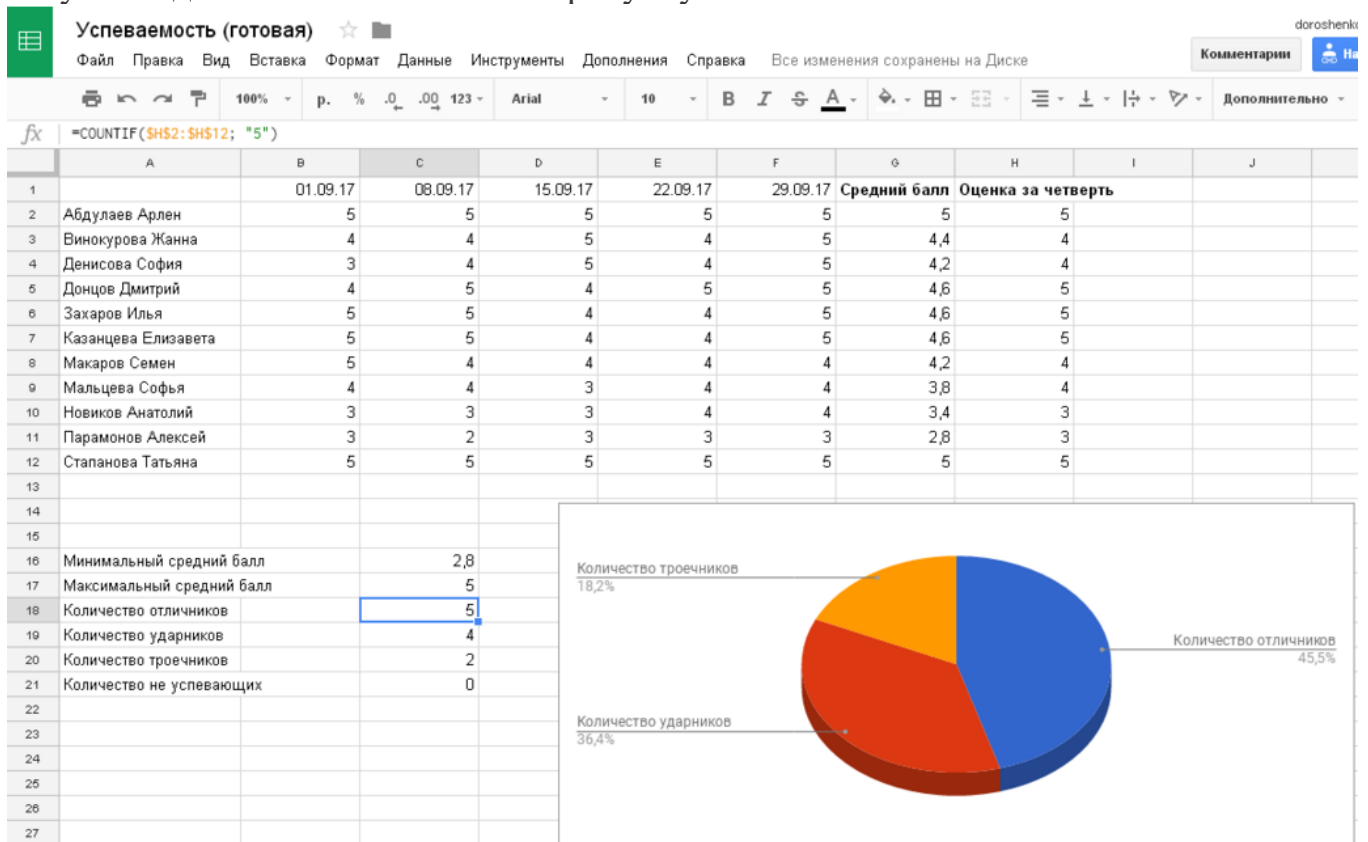 Успеваемость (готовая)
doroshenko
Файл Правка Вид Вставка Формат Данные Инструменты Дополнения Справка Все изменения сохранены на Диске
Комментарии На
100% р. % .0 .00 123 Arial 10 B I S A Дополнительно
fx =COUNTIF($H$2:$H$12; "5")
A B C D E F G H I J
1 01.09.17 08.09.17 15.09.17 22.09.17 29.09.17 Средний балл Оценка за четверть
2 Абдулаев Арлен 5 5 5 5 5 5 5
3 Винокурова Жанна 4 4 5 4 5 4,4 4
4 Денисова София 3 4 5 4 5 4,2 4
5 Донцов Дмитрий 4 5 4 5 5 4,6 5
6 Захаров Илья 5 5 4 4 5 4,6 5
7 Казанцева Елизавета 5 5 4 4 5 4,6 5
8 Макаров Семен 5 4 4 4 4 4,2 4
9 Мальцева Софья 4 4 3 4 4 3,8 4
10 Новиков Анатолий 3 3 3 4 4 3,4 3
11 Парамонов Алексей 3 2 3 3 3 2,8 3
12 Стапанова Татьяна 5 5 5 5 5 5 5
13
14
15
16 Минимальный средний балл 2,8
17 Максимальный средний балл 5
18 Количество отличников 5
19 Количество ударников 4
20 Количество троечников 2
21 Количество не успевающих 0
22
23
24
25
26
27
Количество троечников
18,2%
Количество отличников
45,5%
Количество ударников
36,4%